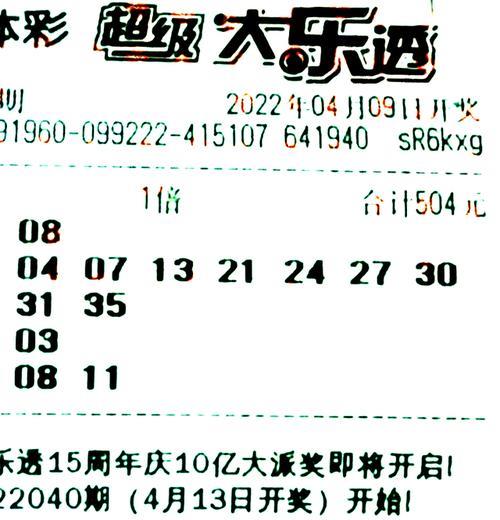 体彩 超级大乐透
期 2022年04月09日开奖
91960-099222-415107 641940 sR6kxg
1倍 合计504元
08
04 07 13 21 24 27 30
31 35
03
08 11
乐透15周年庆10亿大派奖即将开启!
22040期（4月13日开奖）开始!